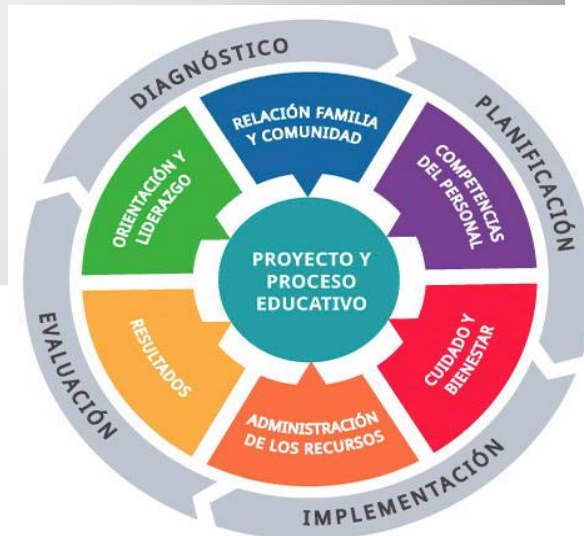 DIAGNÓSTICO
PLANIFICACIÓN
IMPLEMENTACIÓN
EVALUACIÓN
RELACIÓN FAMILIA
Y COMUNIDAD
COMPETENCIAS
DEL PERSONAL
CUIDADO Y
BIENESTAR
ADMINISTRACIÓN
DE LOS RECURSOS
RESULTADOS
ORIENTACIÓN Y
LIDERAZGO
PROYECTO Y
PROCESO
EDUCATIVO